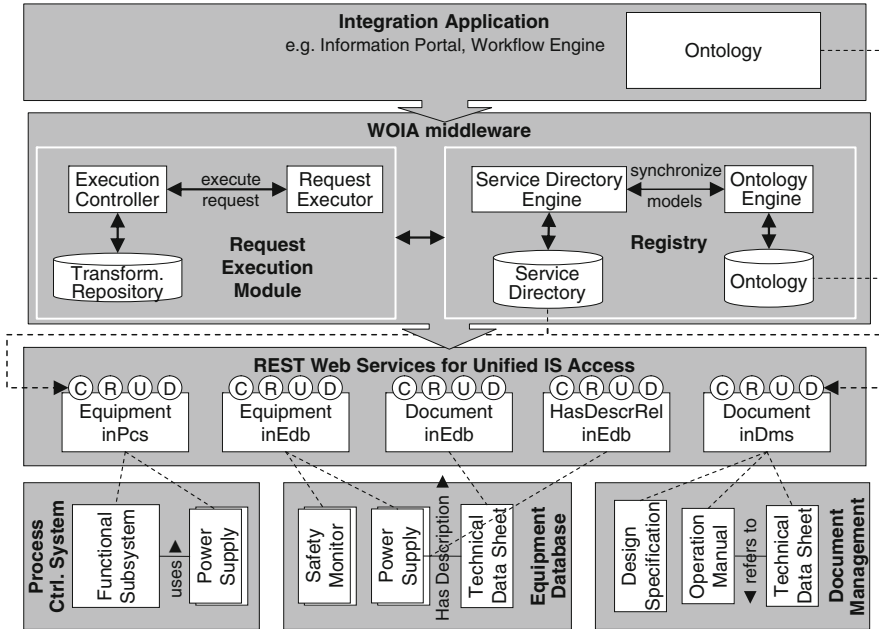 Integration Application
e.g. Information Portal, Workflow Engine
Ontology
WOIA middleware
Execution
Controller
execute
request
Request
Executor
Transform.
Repository
Request
Execution
Module
Service Directory
Engine
synchronize
models
Ontology
Engine
Registry
Service
Directory
Ontology
REST Web Services for Unified IS Access
C R U D
Equipment
inPcs
C R U D
Equipment
inEdb
C R U D
Document
inEdb
C R U D
HasDescrRel
inEdb
C R U D
Document
inDms
Process
Ctrl. System
Functional
Subsystem
uses
Power
Supply
Safety
Monitor
Power
Supply
Has Description
Technical
Data Sheet
Equipment
Database
Design
Specification
Operation
Manual
refers to
Technical
Data Sheet
Document
Management